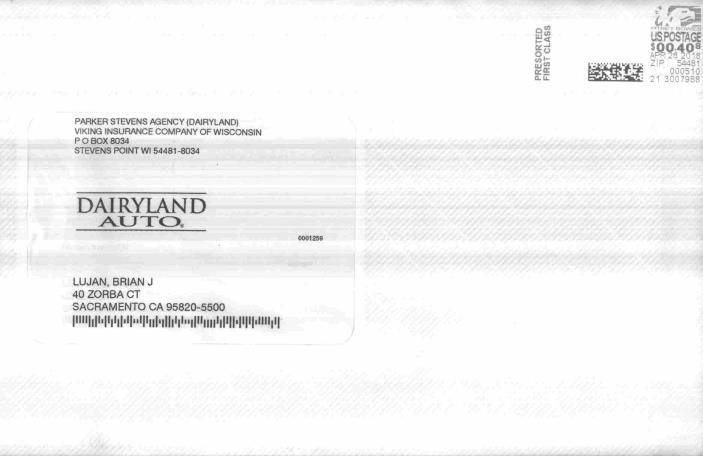 PRESORTED
FIRST CLASS
US POSTAGE
$00.40⁶
APR 26 2018
ZIP 54481
000510
21 3007988
PARKER STEVENS AGENCY (DAIRYLAND)
VIKING INSURANCE COMPANY OF WISCONSIN
P O BOX 8034
STEVENS POINT WI 54481-8034
DAIRYLAND
AUTO®
0001259
LUJAN, BRIAN J
40 ZORBA CT
SACRAMENTO CA 95820-5500